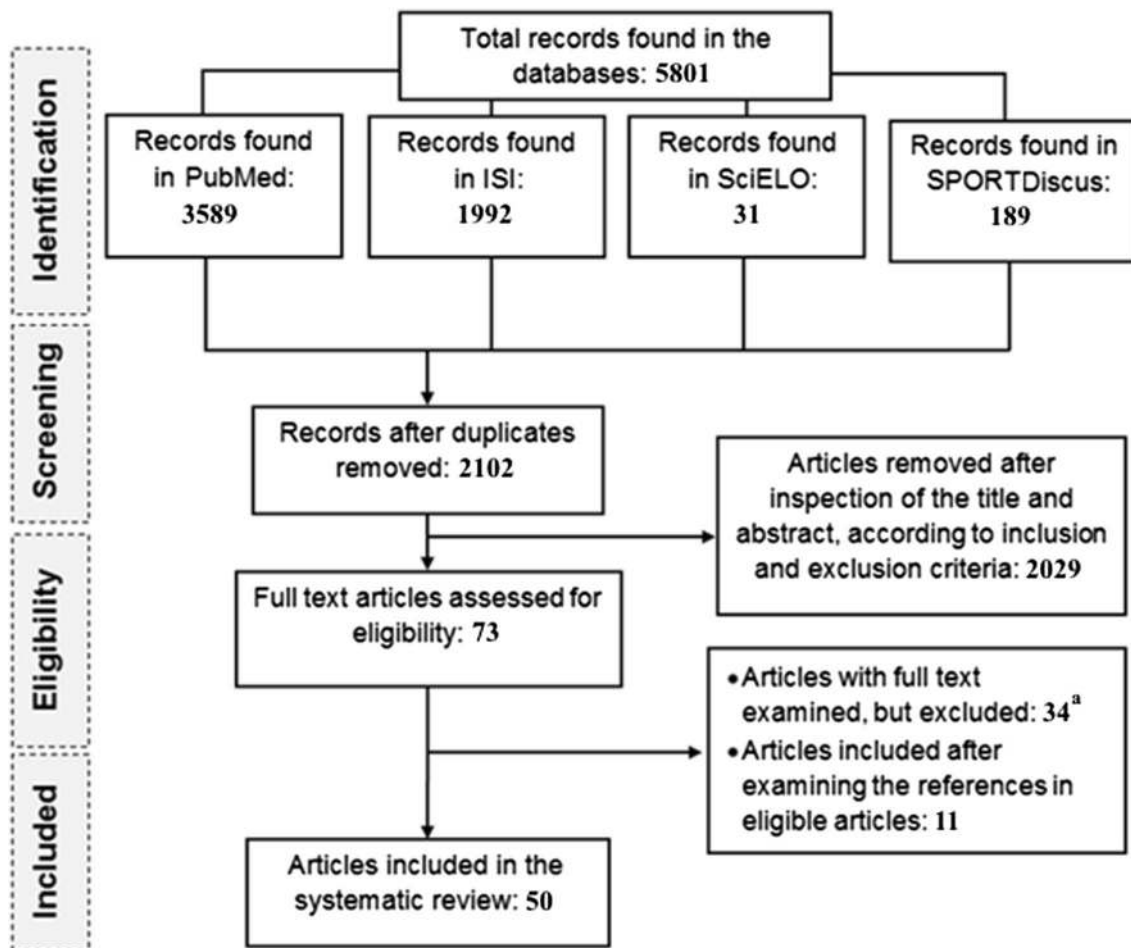 Total records found in the
databases: 5801
Identification
Records found
in PubMed:
3589
Records found
in ISI:
1992
Records found
in SciELO:
31
Records found in
SPORTDiscus:
189
Screening
Records after duplicates
removed: 2102
Articles removed after
inspection of the title and
abstract, according to inclusion
and exclusion criteria: 2029
Eligibility
Full text articles assessed for
eligibility: 73
•Articles with full text
examined, but excluded: 34ᵃ
•Articles included after
examining the references in
eligible articles: 11
Included
Articles included in the
systematic review: 50